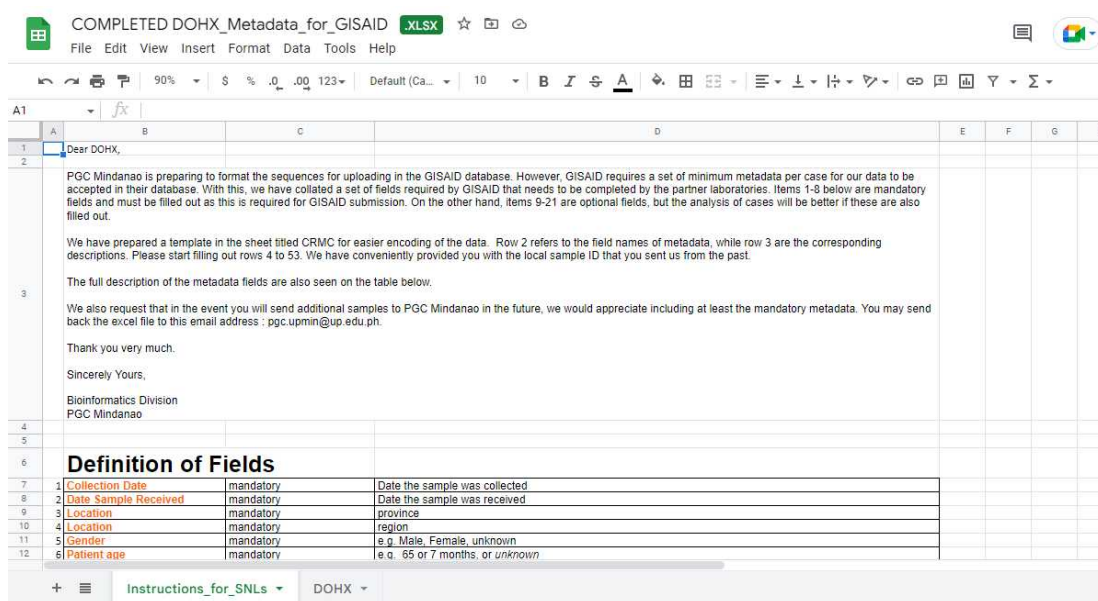 COMPLETED DOHX_Metadata_for_GISAID .XLSX
File Edit View Insert Format Data Tools Help
90% $ % .0 .00 123 Default (Ca... 10 B I S A
A1 fx
A B C D E F G
1 Dear DOHX,
2
3
PGC Mindanao is preparing to format the sequences for uploading in the GISAID database. However, GISAID requires a set of minimum metadata per case for our data to be
accepted in their database. With this, we have collated a set of fields required by GISAID that needs to be completed by the partner laboratories. Items 1-8 below are mandatory
fields and must be filled out as this is required for GISAID submission. On the other hand, items 9-21 are optional fields, but the analysis of cases will be better if these are also
filled out.
We have prepared a template in the sheet titled CRMC for easier encoding of the data. Row 2 refers to the field names of metadata, while row 3 are the corresponding
descriptions. Please start filling out rows 4 to 53. We have conveniently provided you with the local sample ID that you sent us from the past.
The full description of the metadata fields are also seen on the table below.
We also request that in the event you will send additional samples to PGC Mindanao in the future, we would appreciate including at least the mandatory metadata. You may send
back the excel file to this email address : pgc.upmin@up.edu.ph.
Thank you very much.
Sincerely Yours,
Bioinformatics Division
PGC Mindanao
4
5
6 Definition of Fields
7 1 Collection Date mandatory Date the sample was collected
8 2 Date Sample Received mandatory Date the sample was received
9 3 Location mandatory province
10 4 Location mandatory region
11 5 Gender mandatory e.g. Male, Female, unknown
12 6 Patient age mandatory e.g. 65 or 7 months, or unknown
Instructions_for_SNLs DOHX